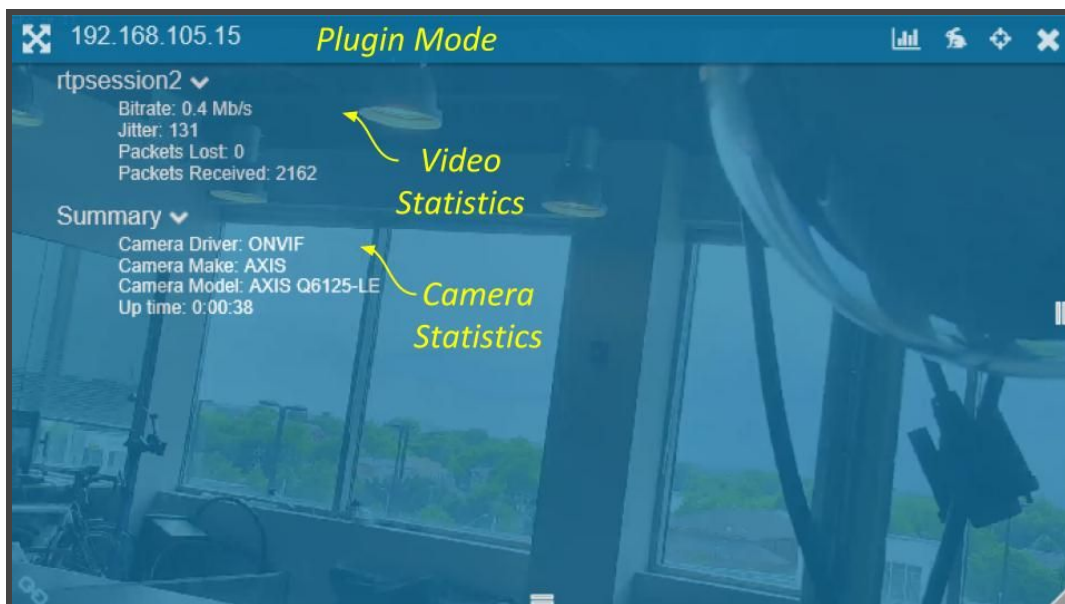 192.168.105.15
Plugin Mode
rtpsession2
Bitrate: 0.4 Mb/s
Jitter: 131
Packets Lost: 0
Packets Received: 2162
Video
Statistics
Summary
Camera Driver: ONVIF
Camera Make: AXIS
Camera Model: AXIS Q6125-LE
Up time: 0:00:38
Camera
Statistics